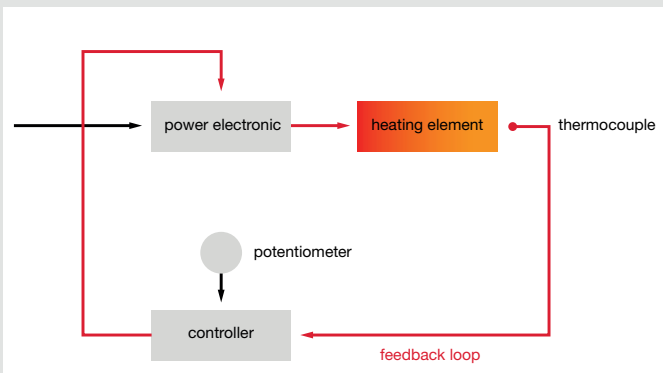 power electronic
heating element
thermocouple
potentiometer
controller
feedback loop